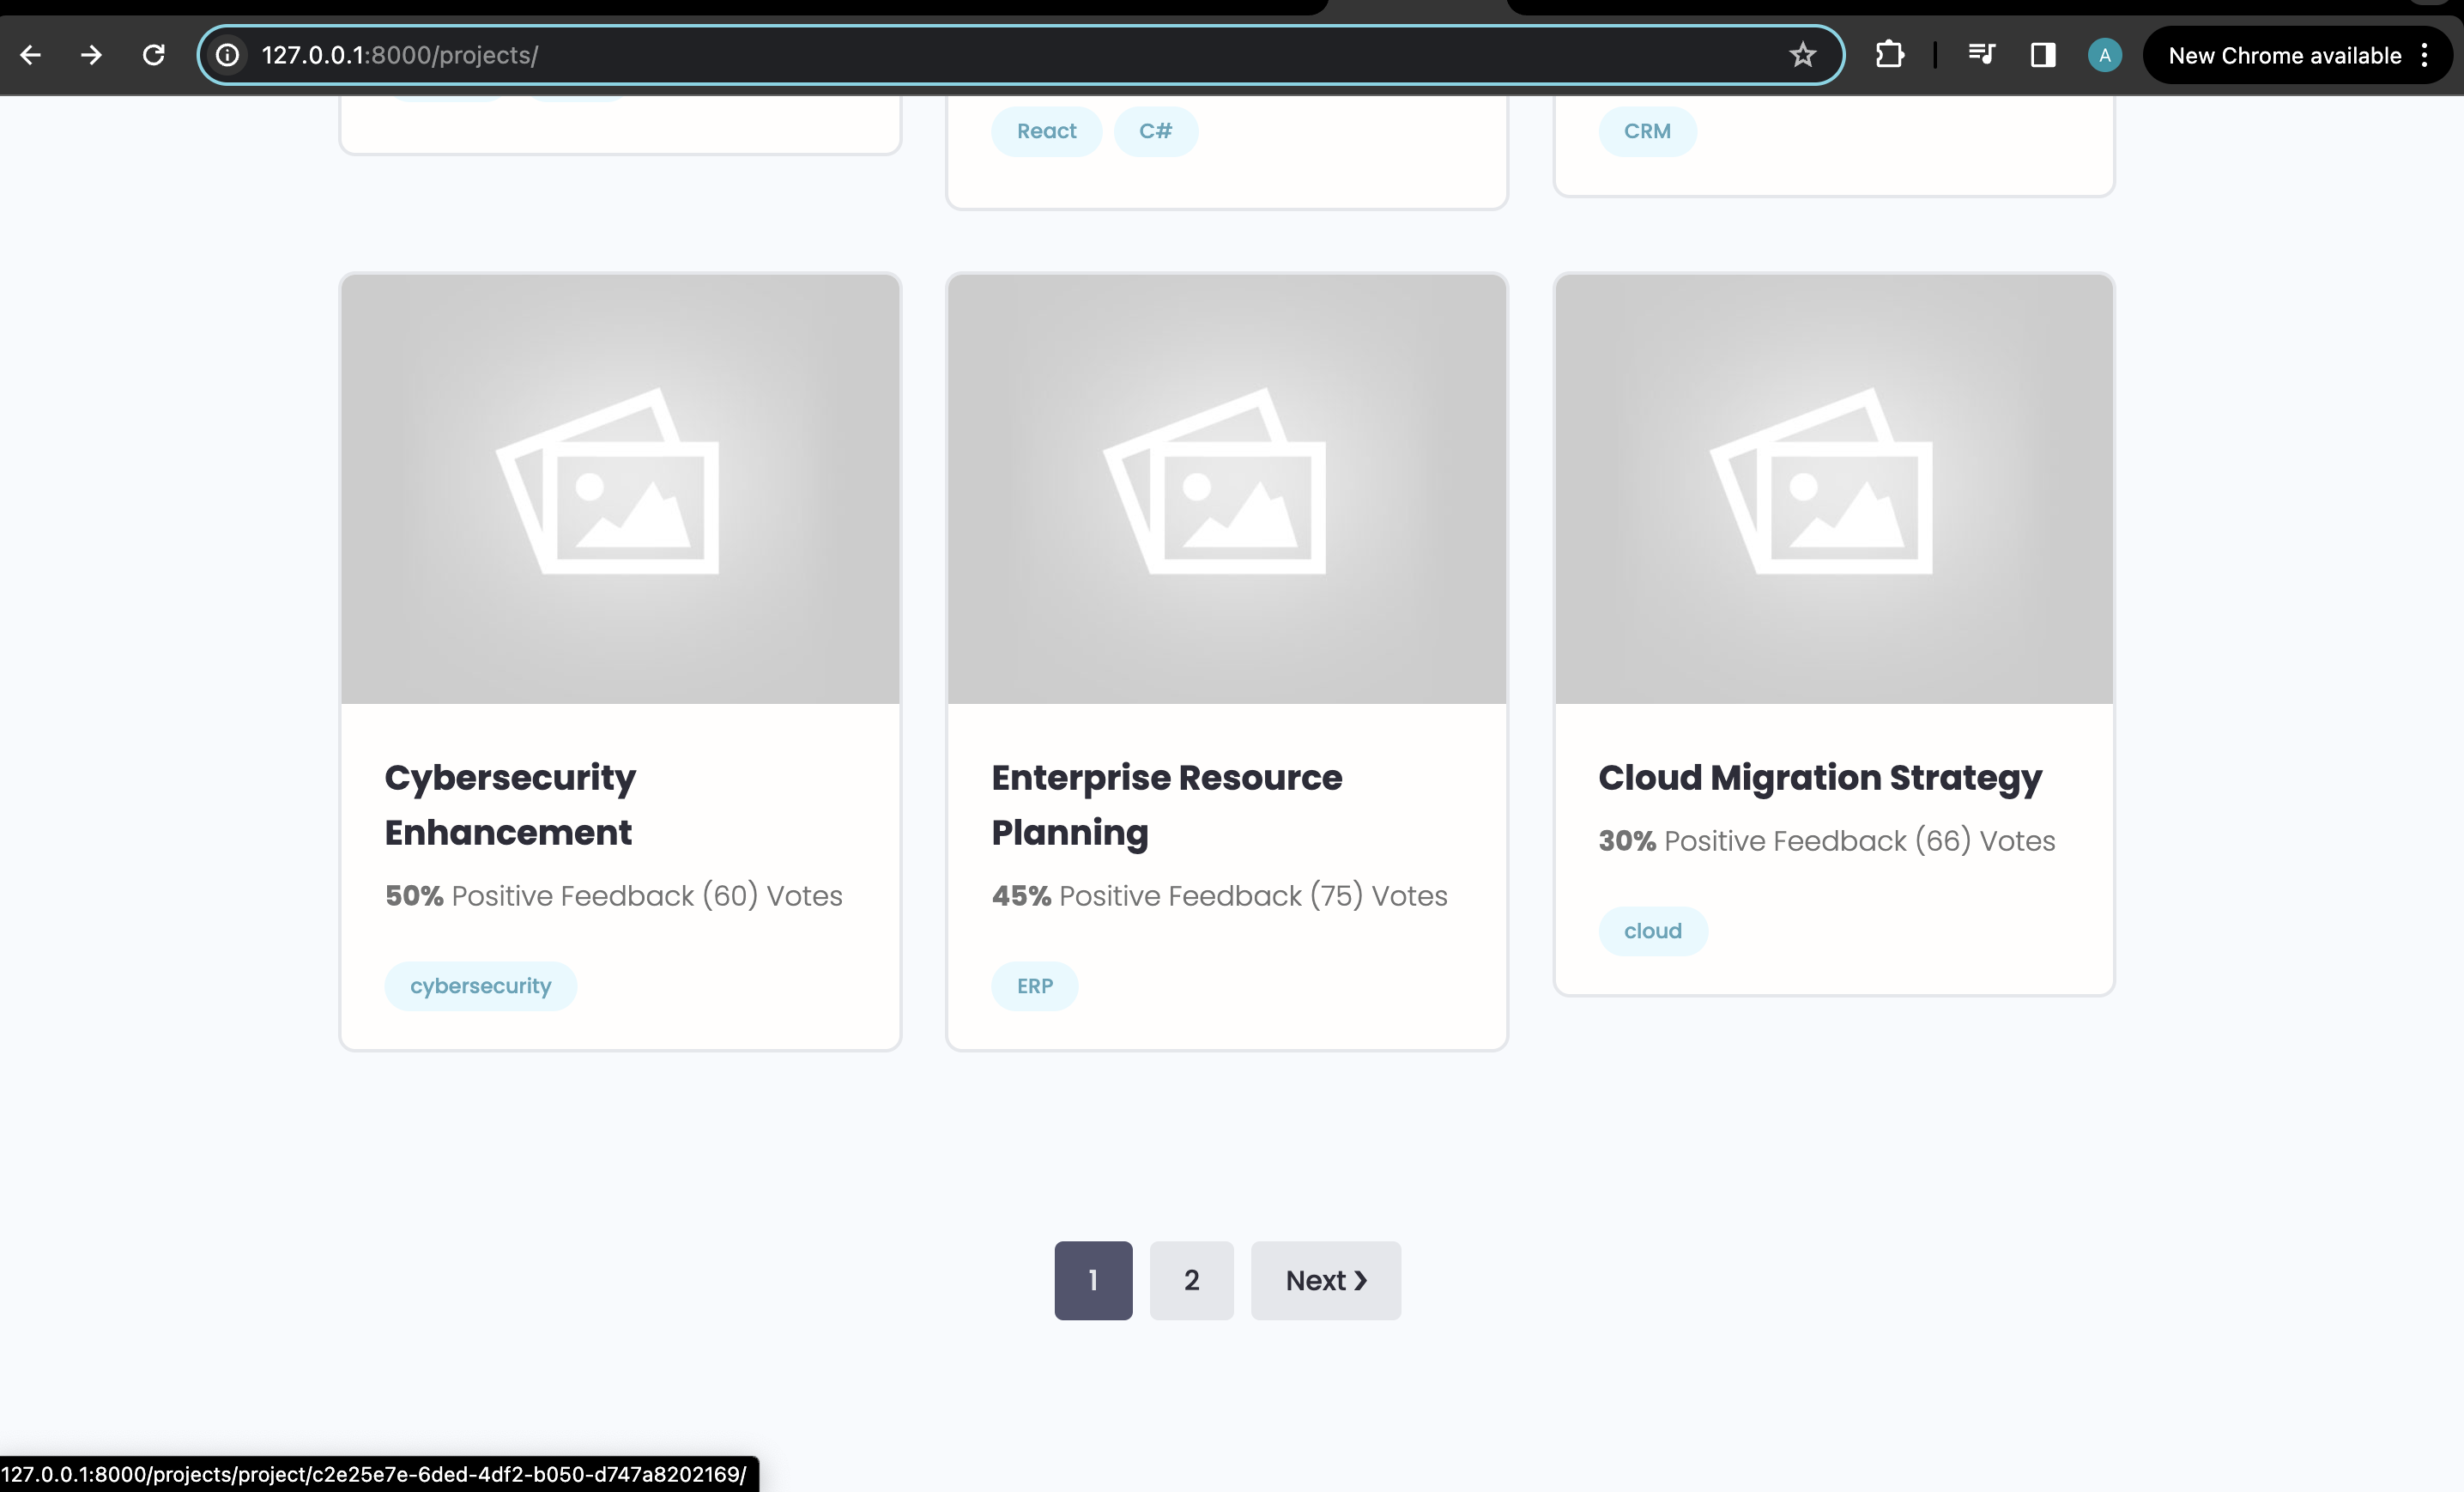 127.0.0.1:8000/projects/
A
New Chrome available
React
C#
CRM
Cybersecurity
Enhancement
50% Positive Feedback (60) Votes
cybersecurity
Enterprise Resource
Planning
45% Positive Feedback (75) Votes
ERP
Cloud Migration Strategy
30% Positive Feedback (66) Votes
cloud
1
2
Next ❯
127.0.0.1:8000/projects/project/c2e25e7e-6ded-4df2-b050-d747a8202169/